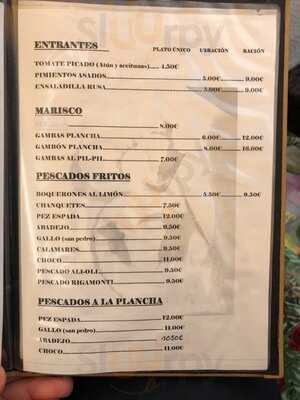 Sluurpy
ENTRANTES PLATO ÚNICO ½RACIÓN RACIÓN
TOMATE PICADO (Atún y aceitunas)..... 4.50€
PIMIENTOS ASADOS 5.00€ 9.00€
ENSALADILLA RUSA 5.00€ 9.00€
MARISCO
8.00€
GAMBAS PLANCHA 6.00€ 12.00€
GAMBÓN PLANCHA 8.00€ 16.00€
GAMBAS AL PIL-PIL 7.00€
PESCADOS FRITOS
BOQUERONES AL LIMÓN 5.50€ 9.50€
CHANQUETES 7.50€
PEZ ESPADA 12.00€
ABADEJO 9.50€
GALLO (san pedro) 9.50€
CALAMARES 9.50€
CHOCO 11.00€
PESCADO ALI-OLI 9.50€
PESCADO RIGAMONTI 9.50€
PESCADOS A LA PLANCHA
PEZ ESPADA 12.00€
GALLO (san pedro) 11.00€
ABADEJO 10.50€
CHOCO 11.00€
sluurpy